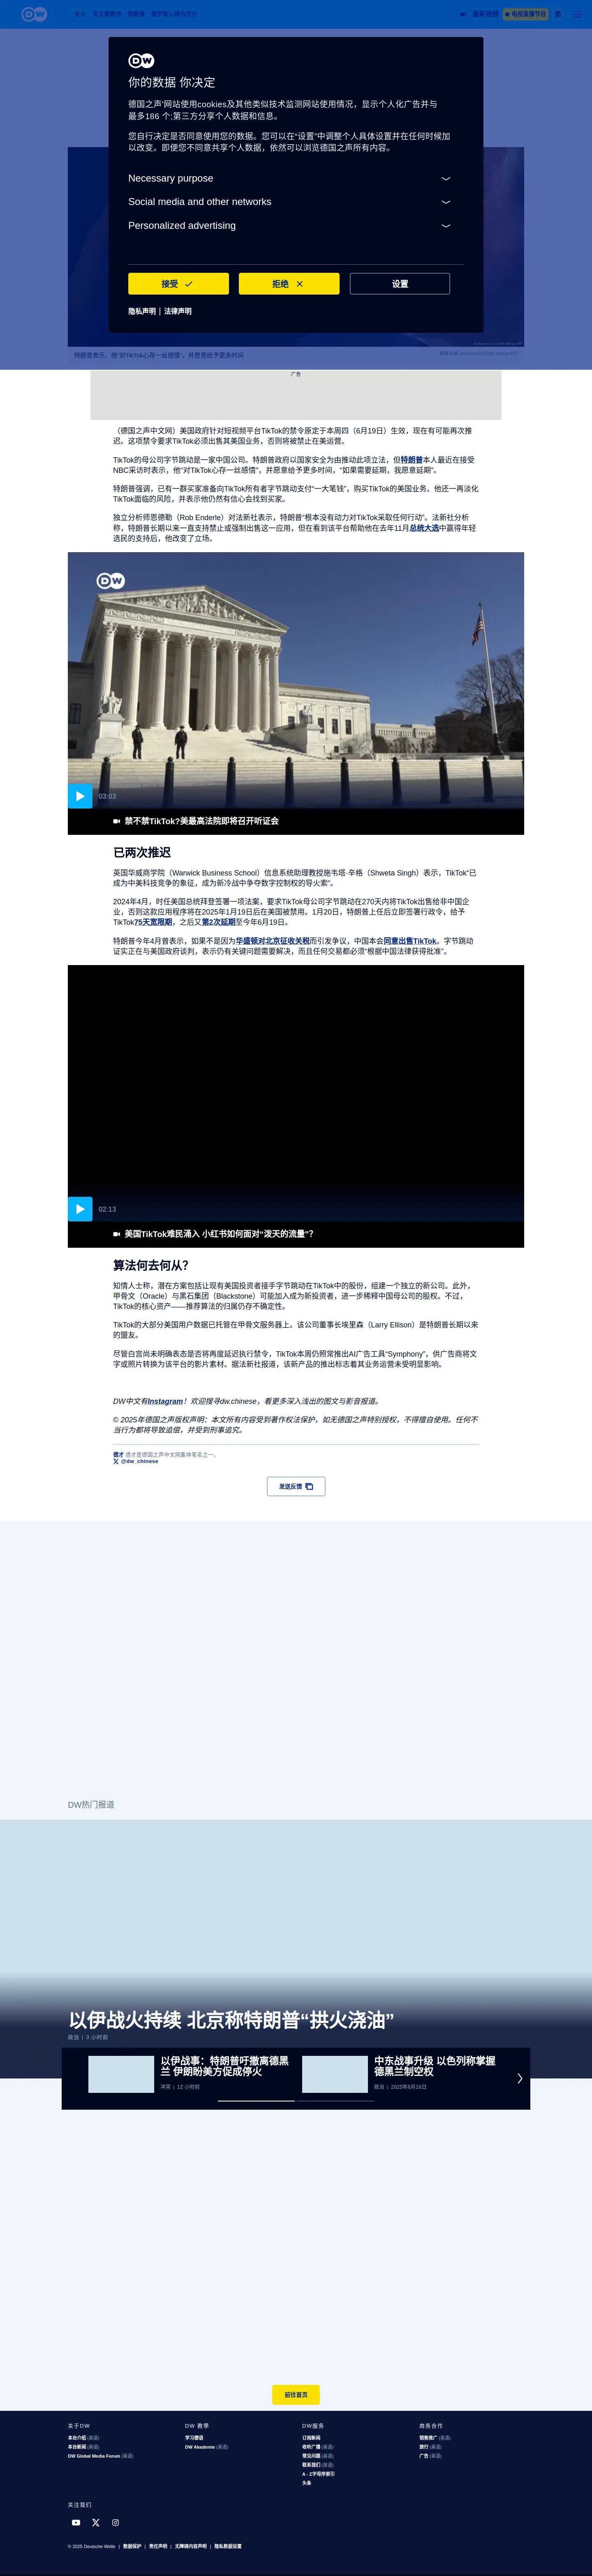 DW
焦点
最新视频
电视直播节目
DW
你的数据 你决定
德国之声'网站使用cookies及其他类似技术监测网站使用情况，显示个人化广告并与
最多186 个;第三方分享个人数据和信息。
您自行决定是否同意使用您的数据。您可以在“设置”中调整个人具体设置并在任何时候加
以改变。即便您不同意共享个人数据，依然可以浏览德国之声所有内容。
Necessary purpose
Social media and other networks
Personalized advertising
接受
拒绝
设置
隐私声明 | 法律声明
特朗普表示，他“对TikTok心存一丝感情”，并愿意给予更多时间
广告
（德国之声中文网）美国政府针对短视频平台TikTok的禁令原定于本周四（6月19日）生效，现在有可能再次推
迟。这项禁令要求TikTok必须出售其美国业务，否则将被禁止在美运营。
TikTok的母公司字节跳动是一家中国公司。特朗普政府以国家安全为由推动此项立法，但特朗普本人最近在接受
NBC采访时表示，他“对TikTok心存一丝感情”，并愿意给予更多时间，“如果需要延期，我愿意延期”。
特朗普强调，已有一群买家准备向TikTok所有者字节跳动支付“一大笔钱”，购买TikTok的美国业务。他还一再淡化
TikTok面临的风险，并表示他仍然有信心会找到买家。
独立分析师恩德勒（Rob Enderle）对法新社表示，特朗普“根本没有动力对TikTok采取任何行动”。法新社分析
称，特朗普长期以来一直支持禁止或强制出售这一应用，但在看到该平台帮助他在去年11月总统大选中赢得年轻
选民的支持后，他改变了立场。
DW
03:03
禁不禁TikTok?美最高法院即将召开听证会
已两次推迟
英国华威商学院（Warwick Business School）信息系统助理教授施韦塔·辛格（Shweta Singh）表示，TikTok“已
成为中美科技竞争的象征，成为新冷战中争夺数字控制权的导火索”。
2024年4月，时任美国总统拜登签署一项法案，要求TikTok母公司字节跳动在270天内将TikTok出售给非中国企
业，否则这款应用程序将在2025年1月19日后在美国被禁用。1月20日，特朗普上任后立即签署行政令，给予
TikTok75天宽限期，之后又第2次延期至今年6月19日。
特朗普今年4月曾表示，如果不是因为华盛顿对北京征收关税而引发争议，中国本会同意出售TikTok。字节跳动
证实正在与美国政府谈判，表示仍有关键问题需要解决，而且任何交易都必须“根据中国法律获得批准”。
02:13
美国TikTok难民涌入 小红书如何面对“泼天的流量”?
算法何去何从?
知情人士称，潜在方案包括让现有美国投资者接手字节跳动在TikTok中的股份，组建一个独立的新公司。此外，
甲骨文（Oracle）与黑石集团（Blackstone）可能加入成为新投资者，进一步稀释中国母公司的股权。不过，
TikTok的核心资产——推荐算法的归属仍存不确定性。
TikTok的大部分美国用户数据已托管在甲骨文服务器上。该公司董事长埃里森（Larry Ellison）是特朗普长期以来
的盟友。
尽管白宫尚未明确表态是否将再度延迟执行禁令，TikTok本周仍照常推出AI广告工具“Symphony”，供广告商将文
字或照片转换为该平台的影片素材。据法新社报道，该新产品的推出标志着其业务运营未受明显影响。
DW中文有Instagram！欢迎搜寻dw.chinese，看更多深入浅出的图文与影音报道。
© 2025年德国之声版权声明：本文所有内容受到著作权法保护，如无德国之声特别授权，不得擅自使用。任何不
当行为都将导致追偿，并受到刑事追究。
德才 德才是德国之声中文网集体笔名之一。
@dw_chinese
发送反馈
DW热门报道
以伊战火持续 北京称特朗普“拱火浇油”
政治 | 3 小时前
以伊战事：特朗普吁撤离德黑
兰 伊朗盼美方促成停火
冲突 | 12 小时前
中东战事升级 以色列称掌握
德黑兰制空权
政治 | 2025年6月16日
前往首页
关于DW
本台介绍 (英语)
本台新闻 (英语)
DW Global Media Forum (英语)
DW 教學
学习德语
DW Akademie (英语)
DW服务
订阅新闻
收听广播 (英语)
常见问题 (英语)
联系我们 (英语)
A - Z字母序索引
头条
商务合作
销售推广 (英语)
旅行 (英语)
广告 (英语)
关注我们
© 2025 Deutsche Welle | 数据保护 | 责任声明 | 无障碍内容声明 | 隐私数据设置